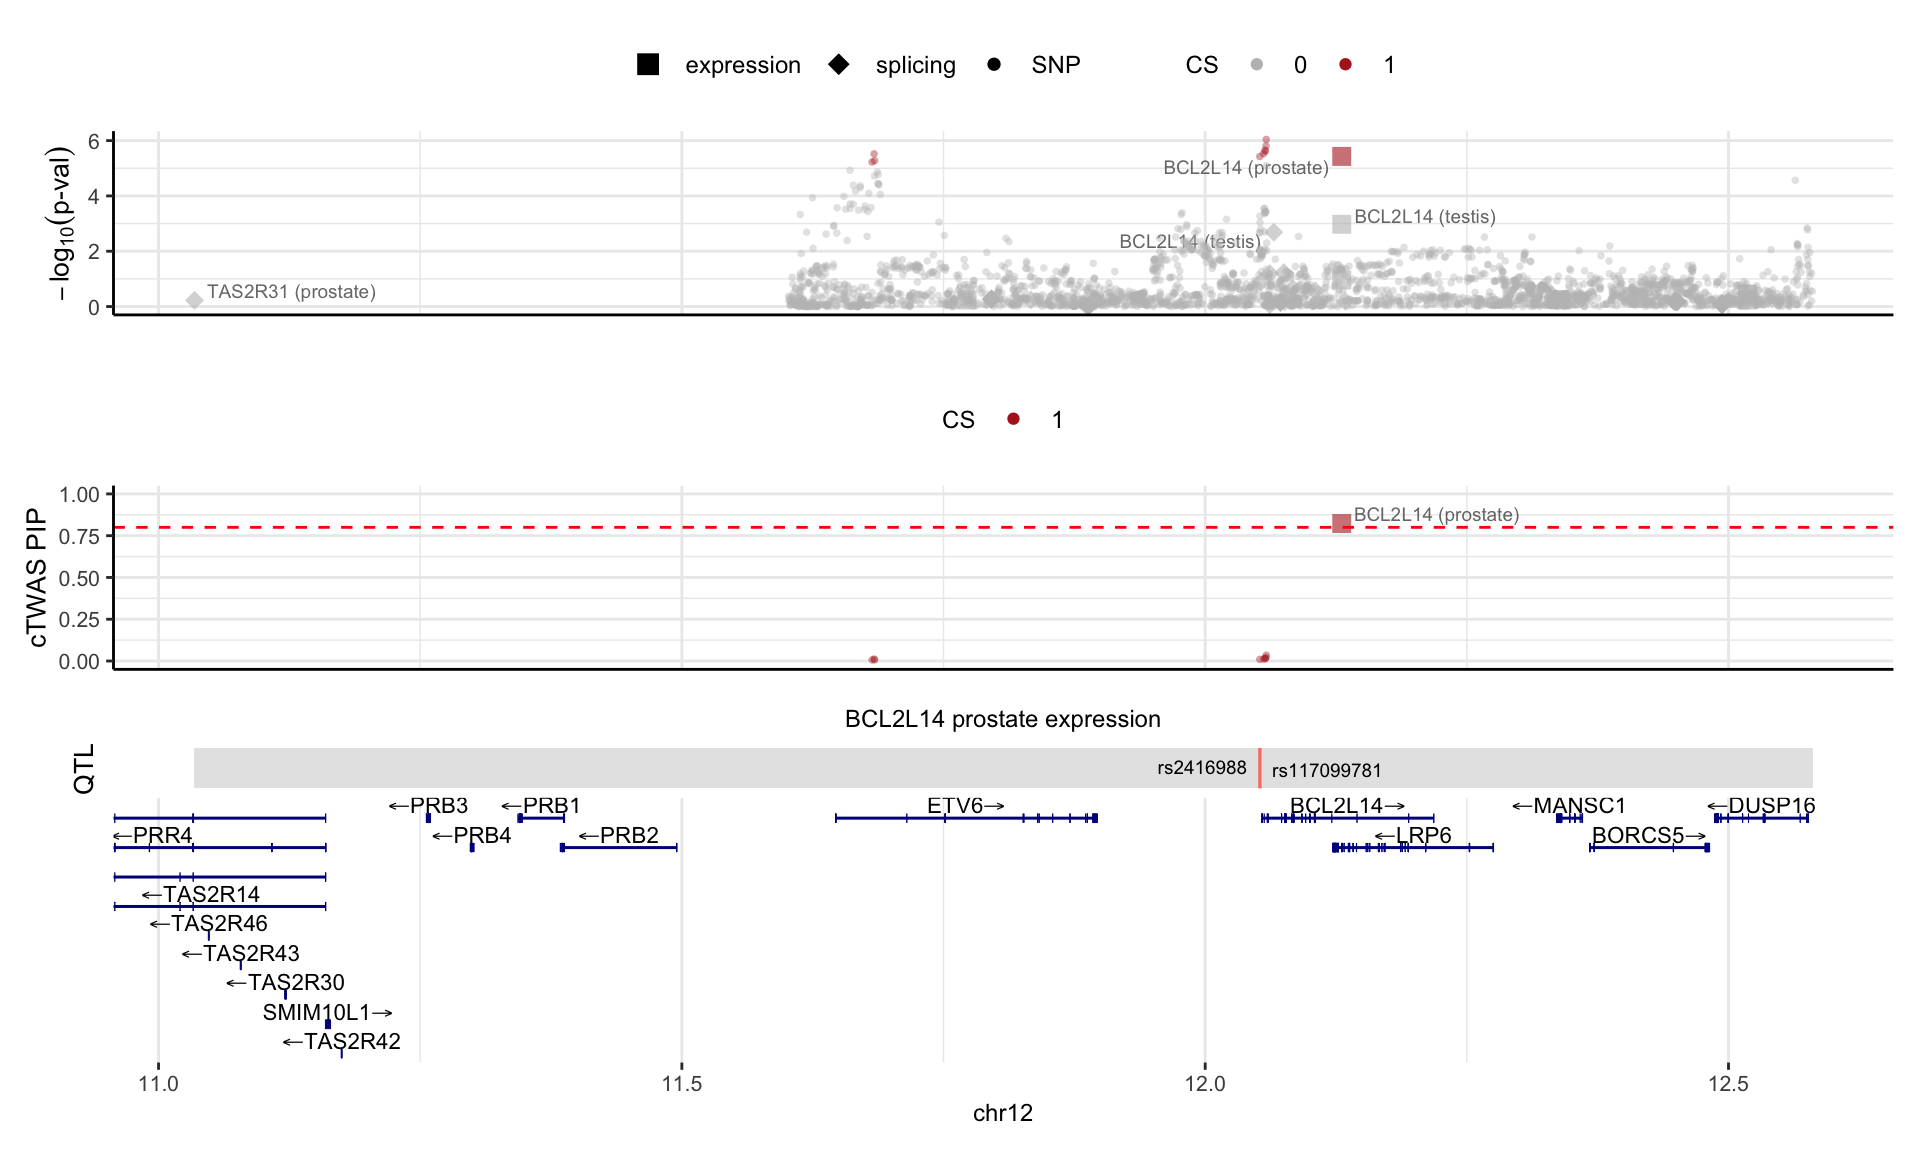 expression splicing SNP CS 0 1
−log10(p-val)
6
4
2
0
BCL2L14 (prostate)
BCL2L14 (testis)
BCL2L14 (testis)
TAS2R31 (prostate)
CS 1
cTWAS PIP
1.00
0.75
0.50
0.25
0.00
BCL2L14 (prostate)
BCL2L14 prostate expression
QTL
rs2416988 rs117099781
←PRB3 ←PRB1 ETV6→ BCL2L14→ ←MANSC1 ←DUSP16
←PRR4 ←PRB4 ←PRB2 ←LRP6 BORCS5→
←TAS2R14
←TAS2R46
←TAS2R43
←TAS2R30
SMIM10L1→
←TAS2R42
11.0 11.5 12.0 12.5
chr12